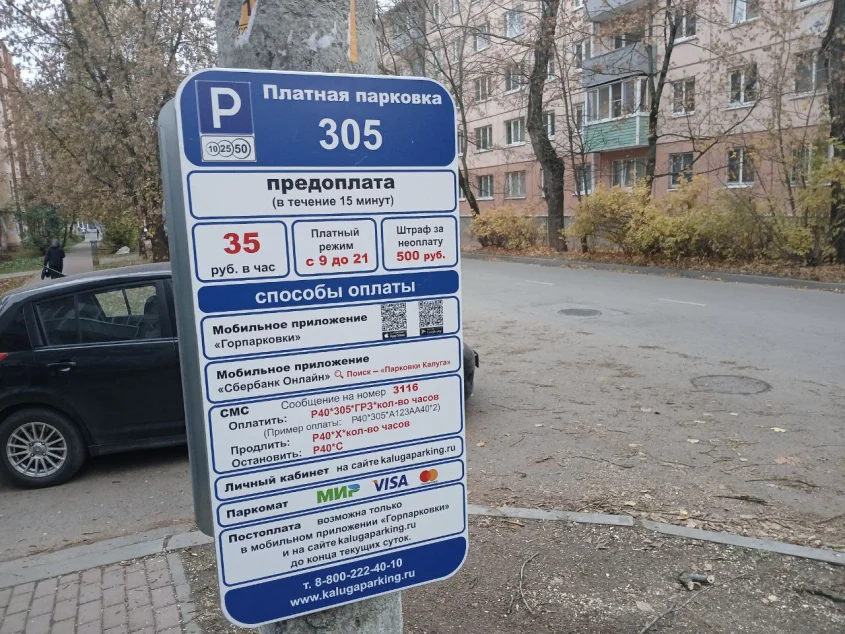 P
Платная парковка
10 25 50
305
предоплата
(в течение 15 минут)
35
руб. в час
Платный
режим
с 9 до 21
Штраф за
неоплату
500 руб.
способы оплаты
Мобильное приложение
«Горпарковки»
Мобильное приложение
«Сбербанк Онлайн» Поиск – «Парковки Калуга»
СМС Сообщение на номер 3116
Оплатить: Р40*305*ГРЗ*кол-во часов
(Пример оплаты: Р40*305*А123АА40*2)
Продлить: Р40*Х*кол-во часов
Остановить: Р40*С
Личный кабинет на сайте kalugaparking.ru
Паркомат МИР VISA mastercard
Постоплата возможна только
в мобильном приложении «Горпарковки»
и на сайте kalugaparking.ru
до конца текущих суток.
т. 8-800-222-40-10
www.kalugaparking.ru